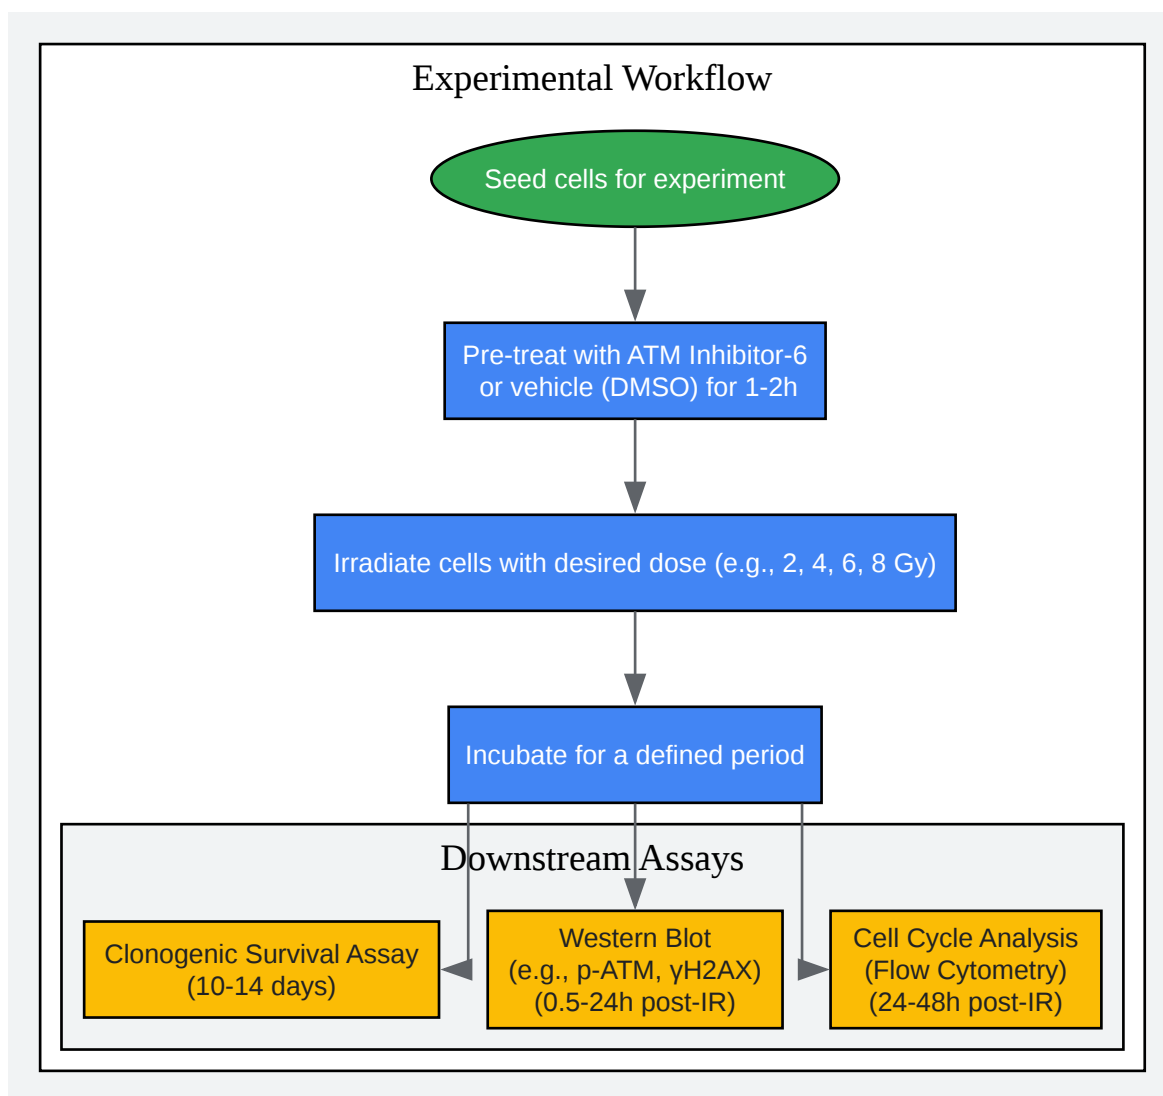 Experimental Workflow
Seed cells for experiment
Pre-treat with ATM Inhibitor-6
or vehicle (DMSO) for 1-2h
Irradiate cells with desired dose (e.g., 2, 4, 6, 8 Gy)
Incubate for a defined period
Downstream Assays
Clonogenic Survival Assay
(10-14 days)
Western Blot
(e.g., p-ATM, γH2AX)
(0.5-24h post-IR)
Cell Cycle Analysis
(Flow Cytometry)
(24-48h post-IR)